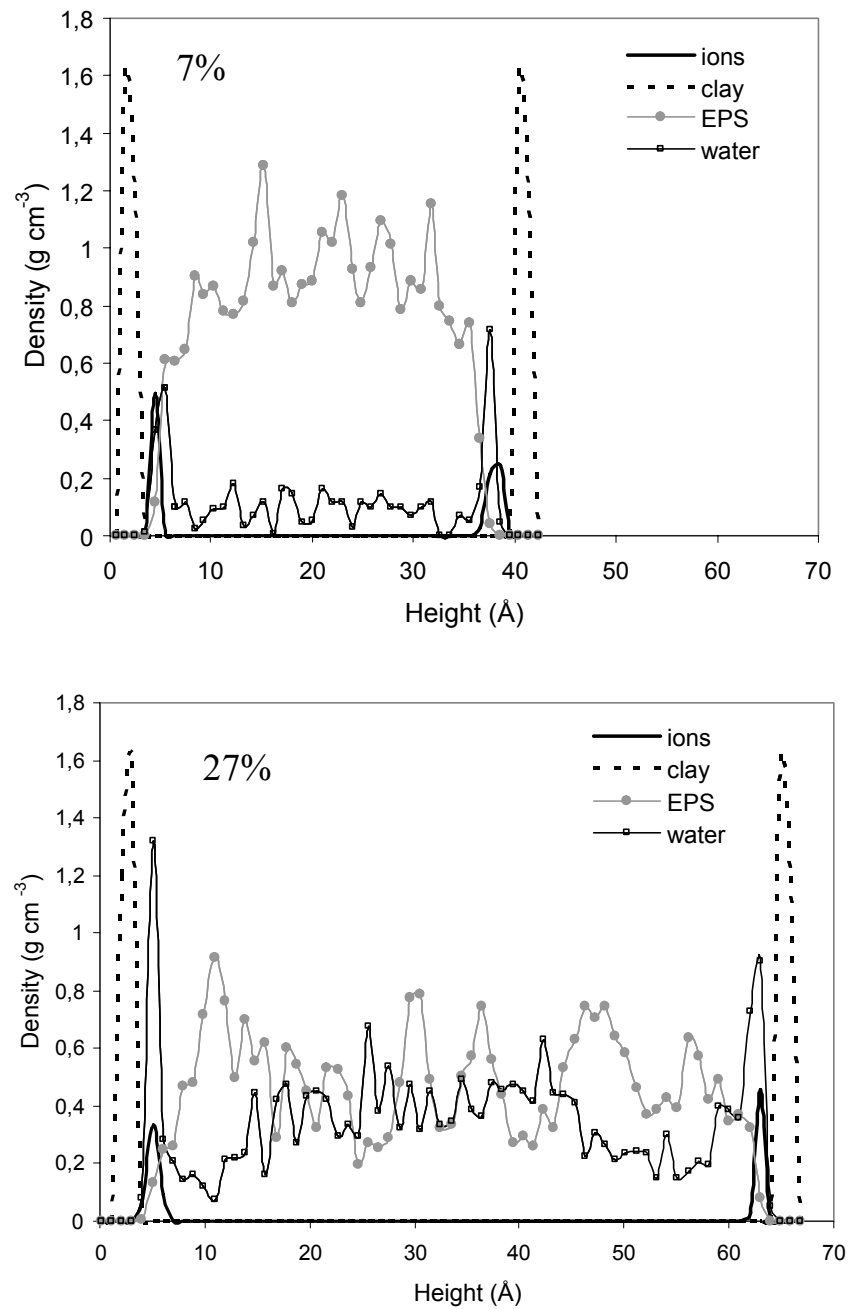 1,8
1,6
1,4
1,2
1
0,8
0,6
0,4
0,2
0
0 10 20 30 40 50 60 70
Density (g cm⁻³)
Height (Å)
7%
ions
clay
EPS
water
1,8
1,6
1,4
1,2
1
0,8
0,6
0,4
0,2
0
0 10 20 30 40 50 60 70
Density (g cm⁻³)
Height (Å)
27%
ions
clay
EPS
water